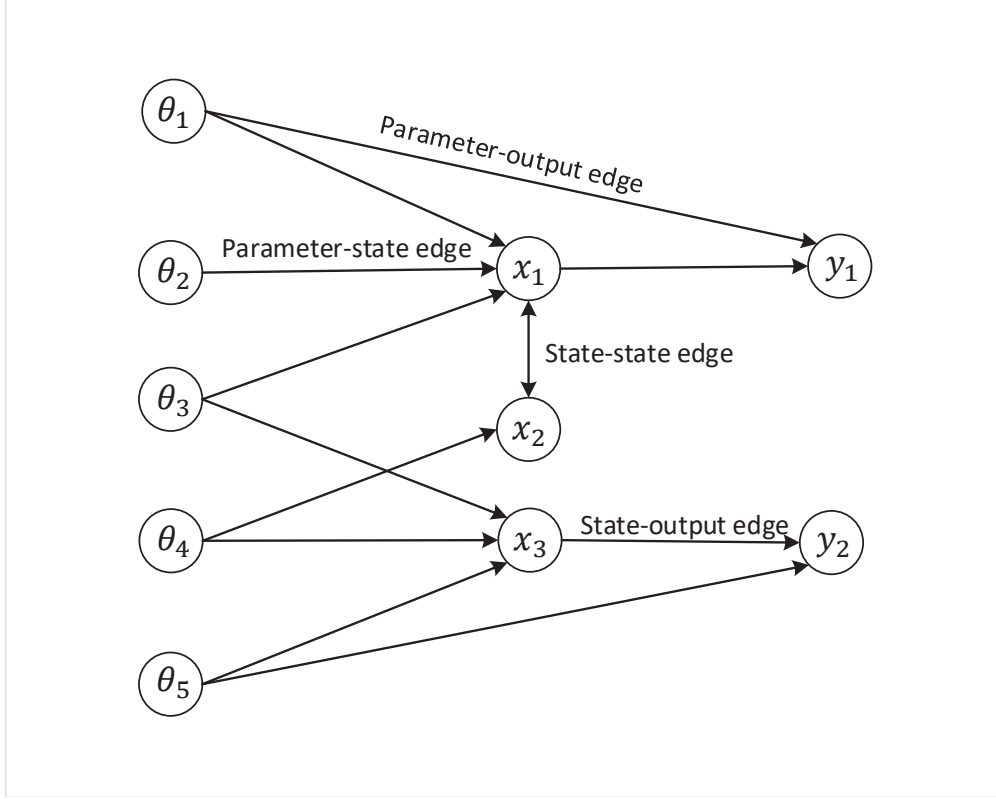 θ₁
Parameter-output edge
Parameter-state edge
θ₂
x₁
y₁
State-state edge
θ₃
x₂
θ₄
x₃
State-output edge
y₂
θ₅